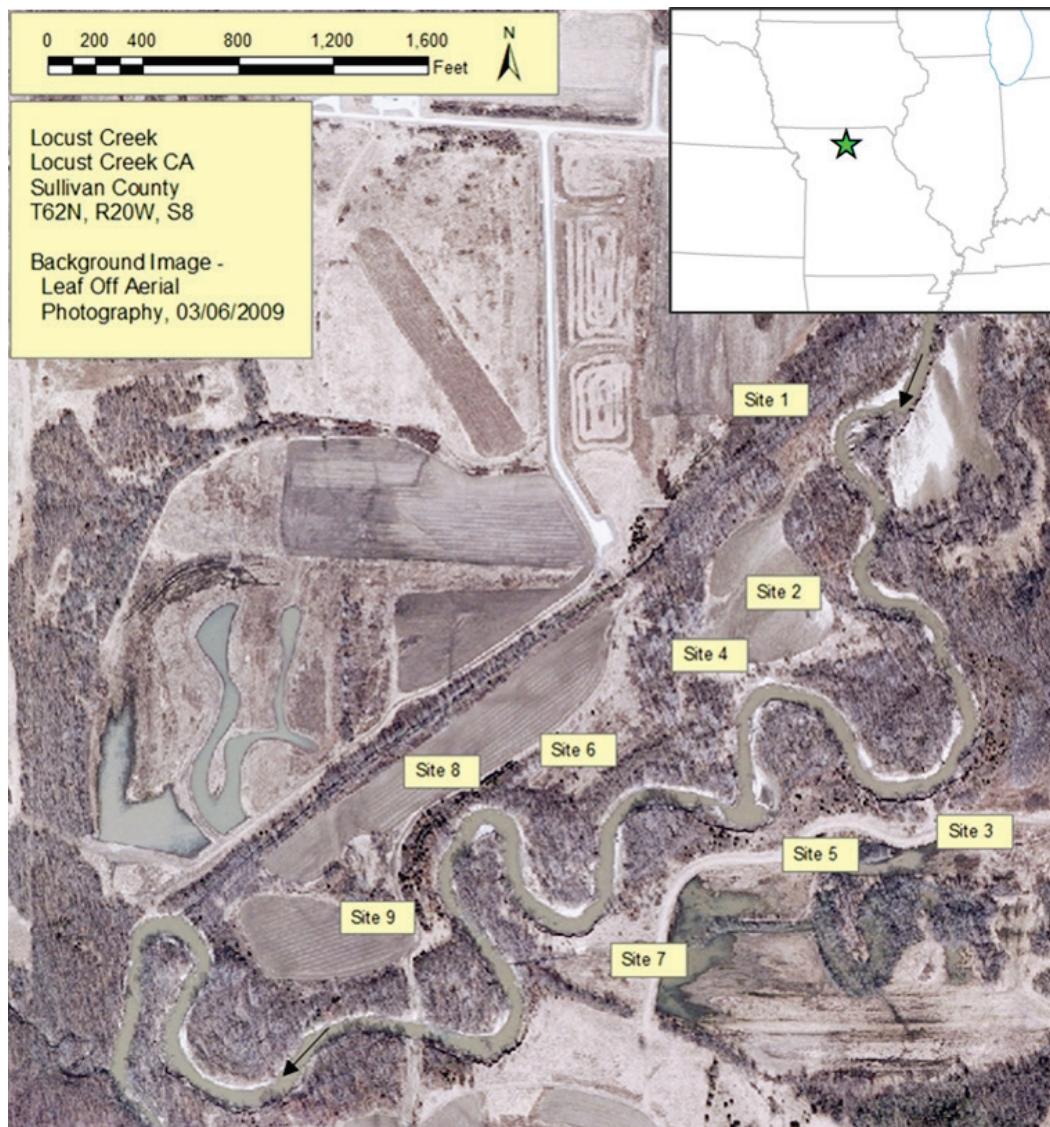 0 200 400 800 1,200 1,600
Feet
N
Locust Creek
Locust Creek CA
Sullivan County
T62N, R20W, S8
Background Image -
Leaf Off Aerial
Photography, 03/06/2009
Site 1
Site 2
Site 4
Site 6
Site 8
Site 3
Site 5
Site 9
Site 7